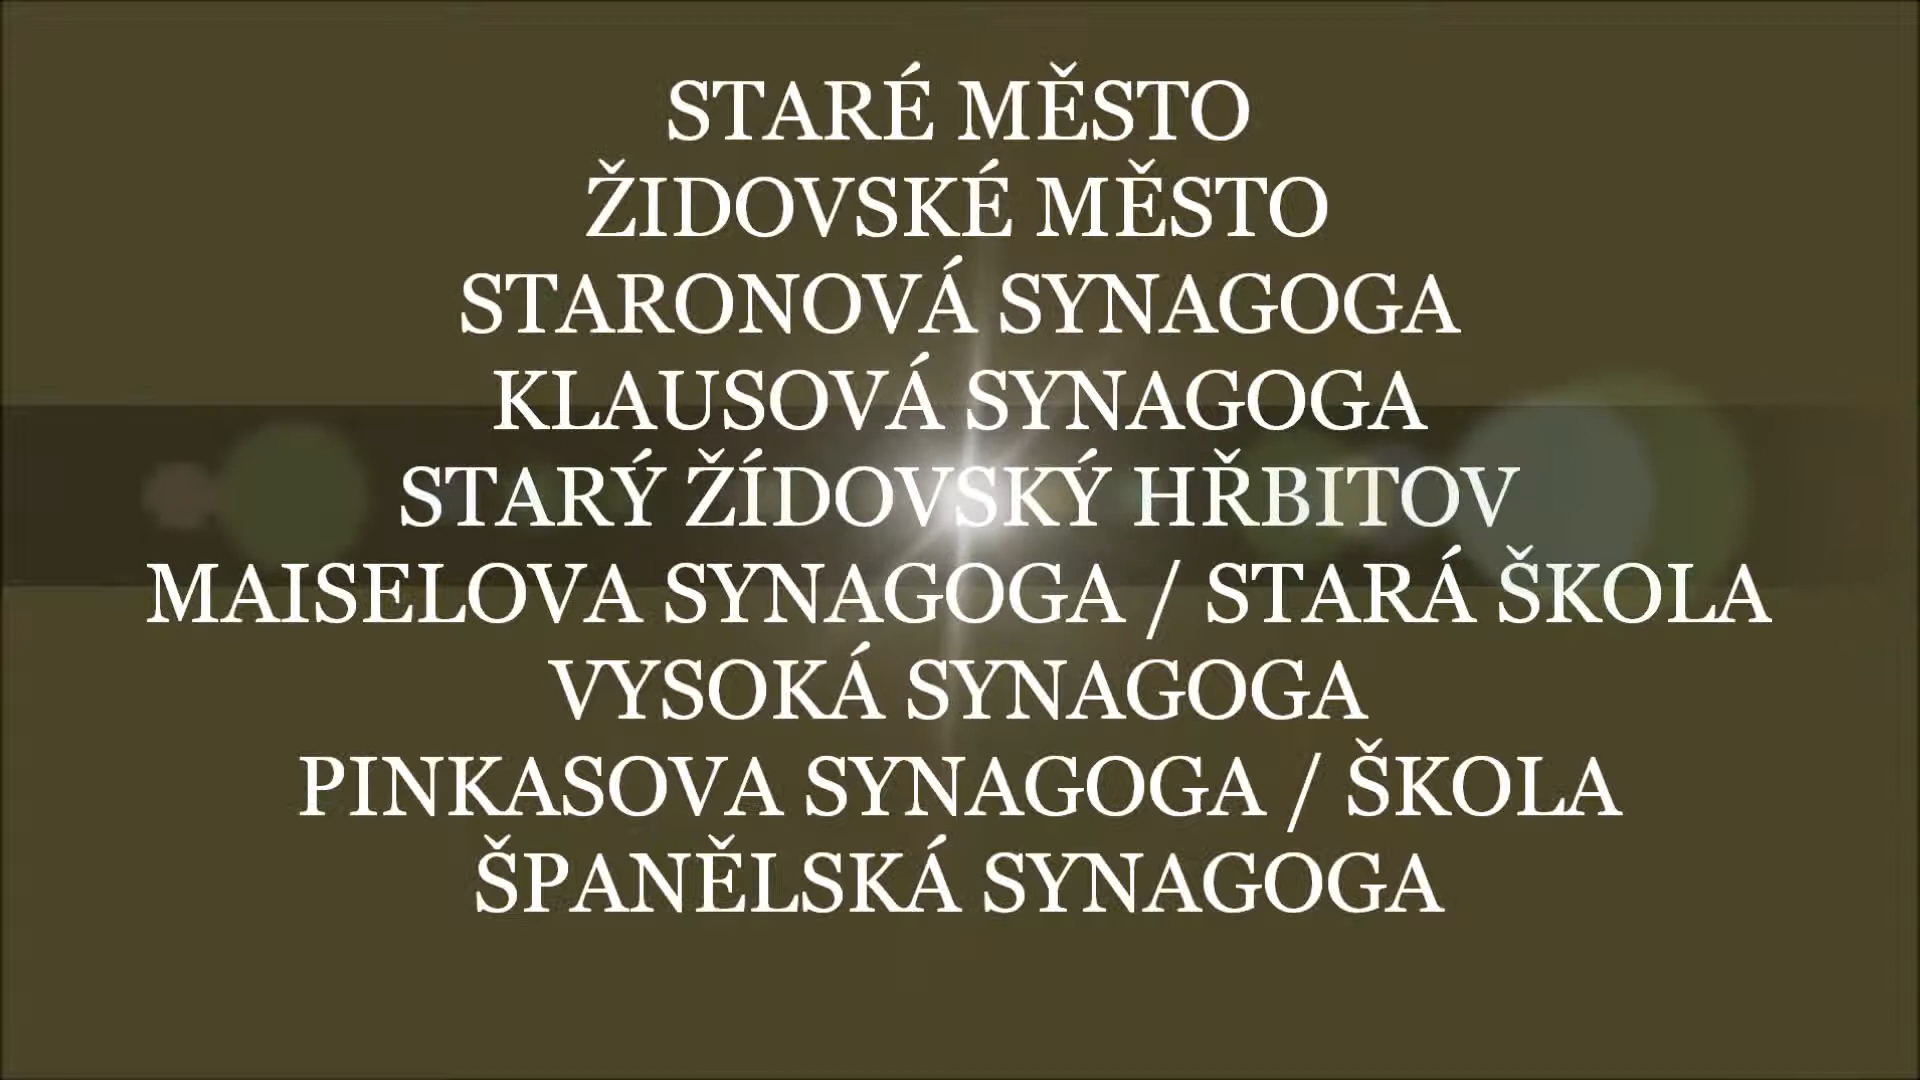 STARÉ MĚSTO
ŽIDOVSKÉ MĚSTO
STARONOVÁ SYNAGOGA
KLAUSOVÁ SYNAGOGA
STARÝ ŽÍDOVSKÝ HŘBITOV
MAISELOVA SYNAGOGA / STARÁ ŠKOLA
VYSOKÁ SYNAGOGA
PINKASOVA SYNAGOGA / ŠKOLA
ŠPANĚLSKÁ SYNAGOGA